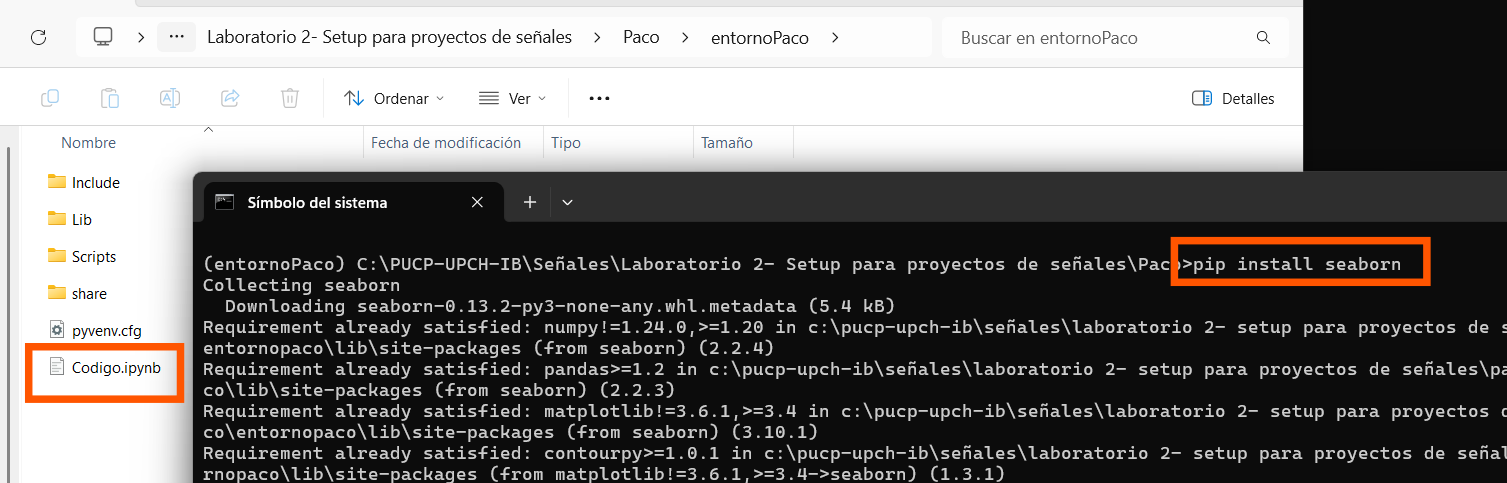 Laboratorio 2- Setup para proyectos de señales > Paco > entornoPaco >
Buscar en entornoPaco
Ordenar
Ver
Detalles
Nombre
Fecha de modificación
Tipo
Tamaño
Include
Lib
Scripts
share
pyvenv.cfg
Codigo.ipynb
Símbolo del sistema
(entornoPaco) C:\PUCP-UPCH-IB\Señales\Laboratorio 2- Setup para proyectos de señales\Paco>pip install seaborn
Collecting seaborn
Downloading seaborn-0.13.2-py3-none-any.whl.metadata (5.4 kB)
Requirement already satisfied: numpy!=1.24.0,>=1.20 in c:\pucp-upch-ib\señales\laboratorio 2- setup para proyectos de s
entornopaco\lib\site-packages (from seaborn) (2.2.4)
Requirement already satisfied: pandas>=1.2 in c:\pucp-upch-ib\señales\laboratorio 2- setup para proyectos de señales\pa
co\lib\site-packages (from seaborn) (2.2.3)
Requirement already satisfied: matplotlib!=3.6.1,>=3.4 in c:\pucp-upch-ib\señales\laboratorio 2- setup para proyectos d
co\entornopaco\lib\site-packages (from seaborn) (3.10.1)
Requirement already satisfied: contourpy>=1.0.1 in c:\pucp-upch-ib\señales\laboratorio 2- setup para proyectos de señal
rnopaco\lib\site-packages (from matplotlib!=3.6.1,>=3.4->seaborn) (1.3.1)